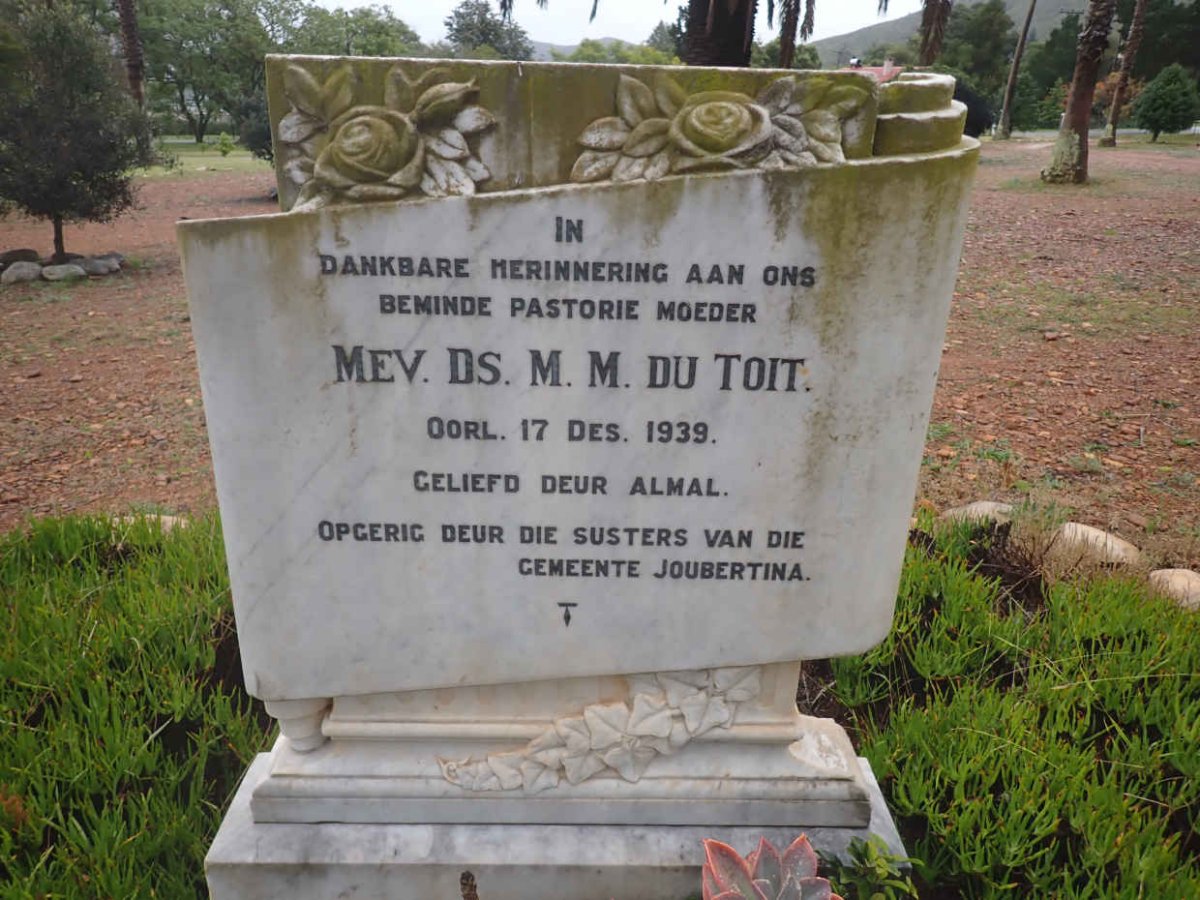 IN
DANKBARE HERINNERING AAN ONS
BEMINDE PASTORIE MOEDER
MEV. DS. M. M. DU TOIT.
OORL. 17 DES. 1939.
GELIEFD DEUR ALMAL.
OPGERIG DEUR DIE SUSTERS VAN DIE
GEMEENTE JOUBERTINA.